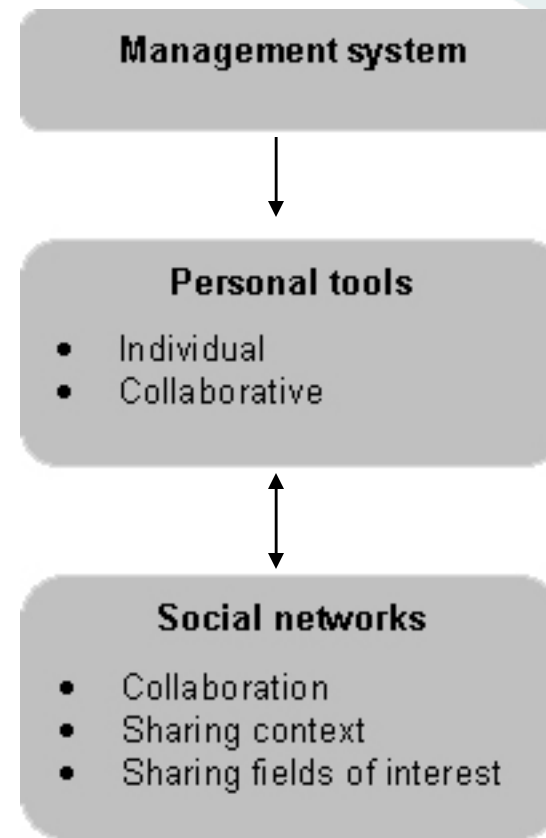 Management system
Personal tools
• Individual
• Collaborative
Social networks
• Collaboration
• Sharing context
• Sharing fields of interest